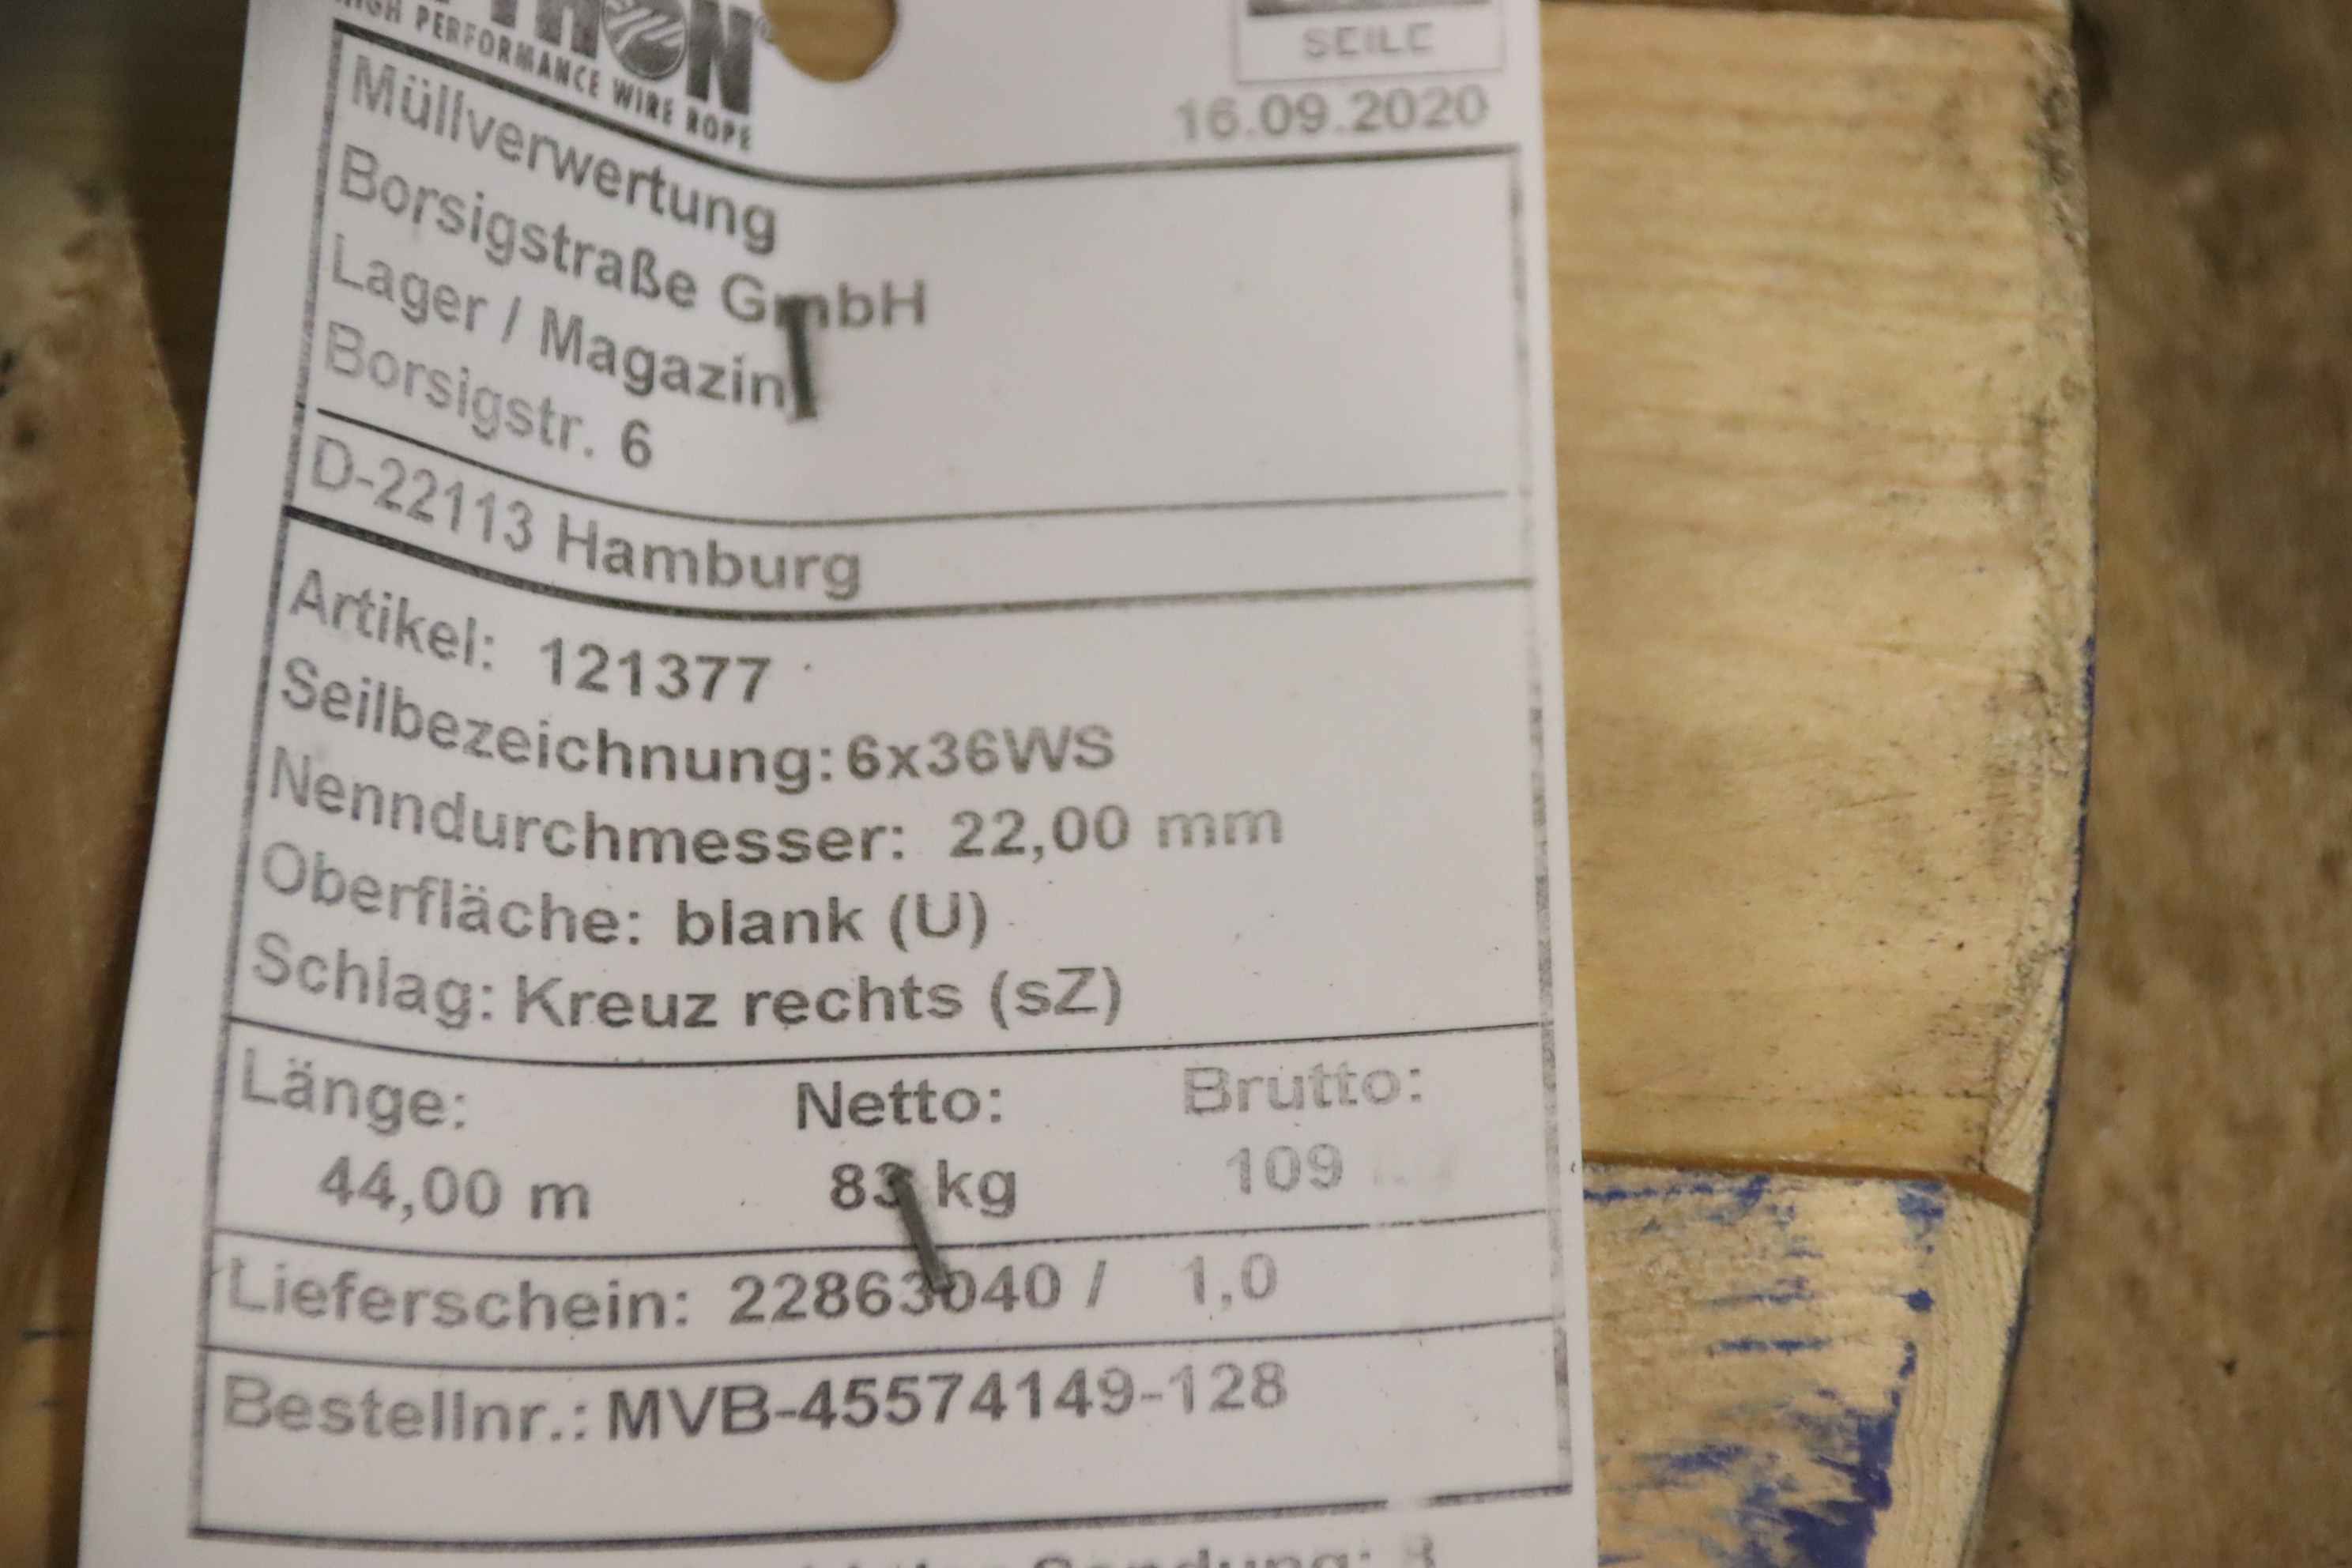 HIGH PERFORMANCE WIRE ROPE
SEILE
16.09.2020
Müllverwertung
Borsigstraße GmbH
Lager / Magazin
Borsigstr. 6
D-22113 Hamburg
Artikel: 121377
Seilbezeichnung: 6x36WS
Nenndurchmesser: 22,00 mm
Oberfläche: blank (U)
Schlag: Kreuz rechts (sZ)
Länge: Netto: Brutto:
44,00 m 83 kg 109
Lieferschein: 22863040 / 1,0
Bestellnr.: MVB-45574149-128